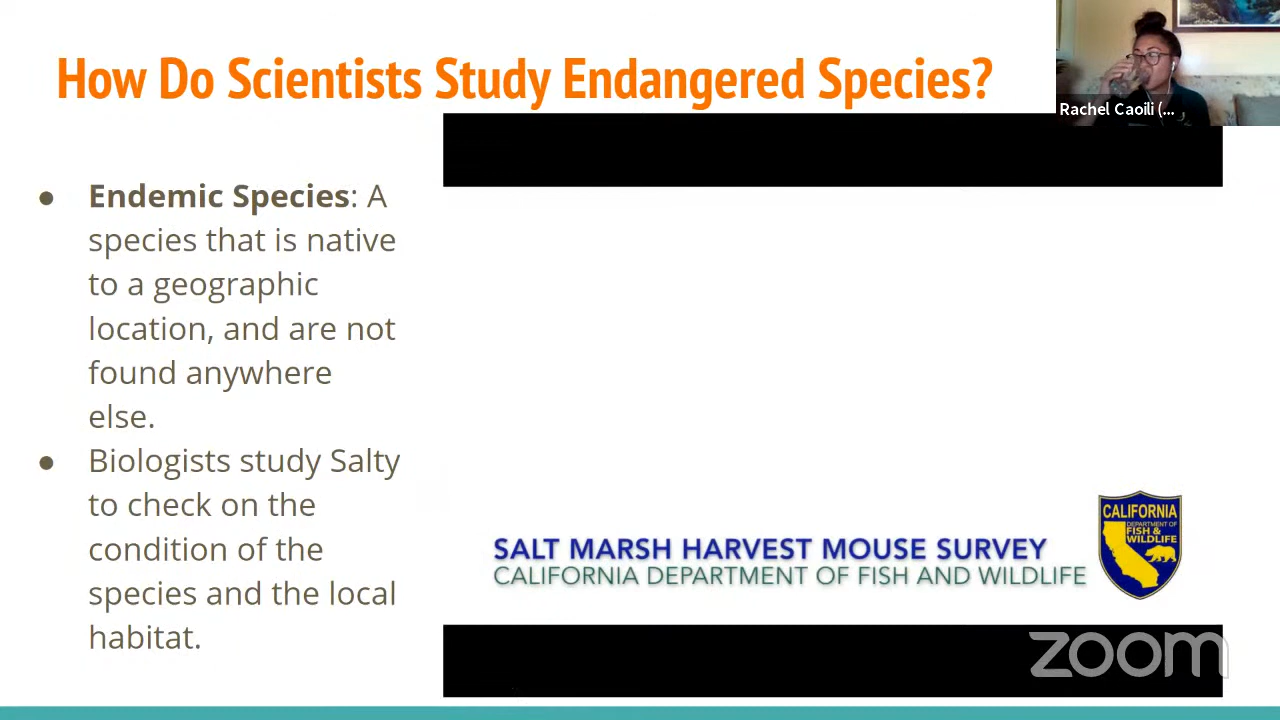 How Do Scientists Study Endangered Species?
Rachel Caoili (...
● Endemic Species: A
species that is native
to a geographic
location, and are not
found anywhere
else.
● Biologists study Salty
to check on the
condition of the
species and the local
habitat.
SALT MARSH HARVEST MOUSE SURVEY
CALIFORNIA DEPARTMENT OF FISH AND WILDLIFE
CALIFORNIA
DEPARTMENT OF
FISH &
WILDLIFE
zoom